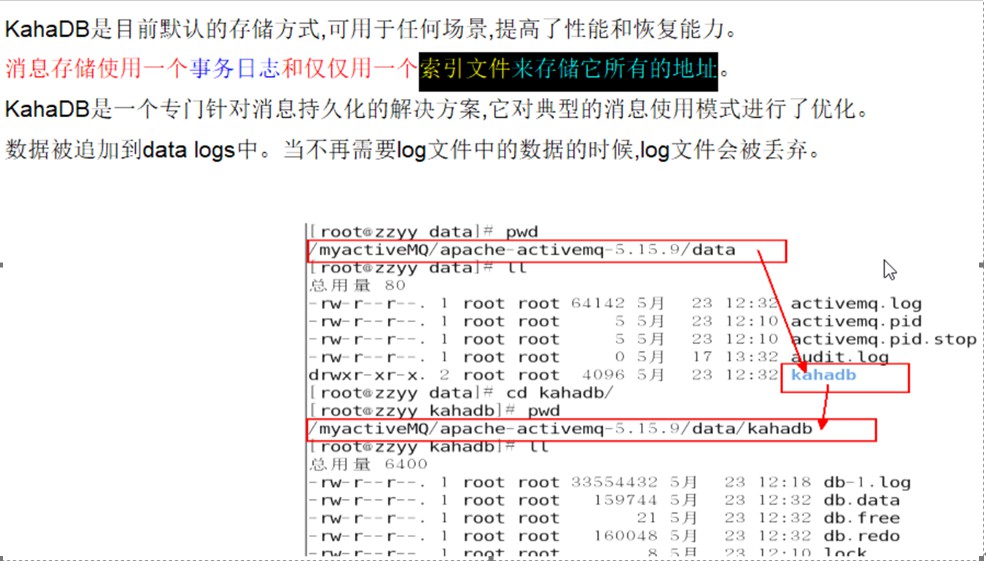 KahaDB是目前默认的存储方式,可用于任何场景,提高了性能和恢复能力。
消息存储使用一个事务日志和仅仅用一个索引文件来存储它所有的地址。
KahaDB是一个专门针对消息持久化的解决方案,它对典型的消息使用模式进行了优化。
数据被追加到data logs中。当不再需要log文件中的数据的时候,log文件会被丢弃。
[root@zzyy data]# pwd
/myactiveMQ/apache-activemq-5.15.9/data
[root@zzyy data]# ll
总用量 80
-rw-r--r--. 1 root root 64142 5月 23 12:32 activemq.log
-rw-r--r--. 1 root root 5 5月 23 12:10 activemq.pid
-rw-r--r--. 1 root root 5 5月 23 12:10 activemq.pid.stop
-rw-r--r--. 1 root root 0 5月 17 13:32 audit.log
drwxr-xr-x. 2 root root 4096 5月 23 12:32 kahadb
[root@zzyy data]# cd kahadb/
[root@zzyy kahadb]# pwd
/myactiveMQ/apache-activemq-5.15.9/data/kahadb
[root@zzyy kahadb]# ll
总用量 6400
-rw-r--r--. 1 root root 33554432 5月 23 12:18 db-1.log
-rw-r--r--. 1 root root 159744 5月 23 12:32 db.data
-rw-r--r--. 1 root root 21 5月 23 12:32 db.free
-rw-r--r--. 1 root root 160048 5月 23 12:32 db.redo
-rw-r--r--. 1 root root 8 5月 23 12:10 lock